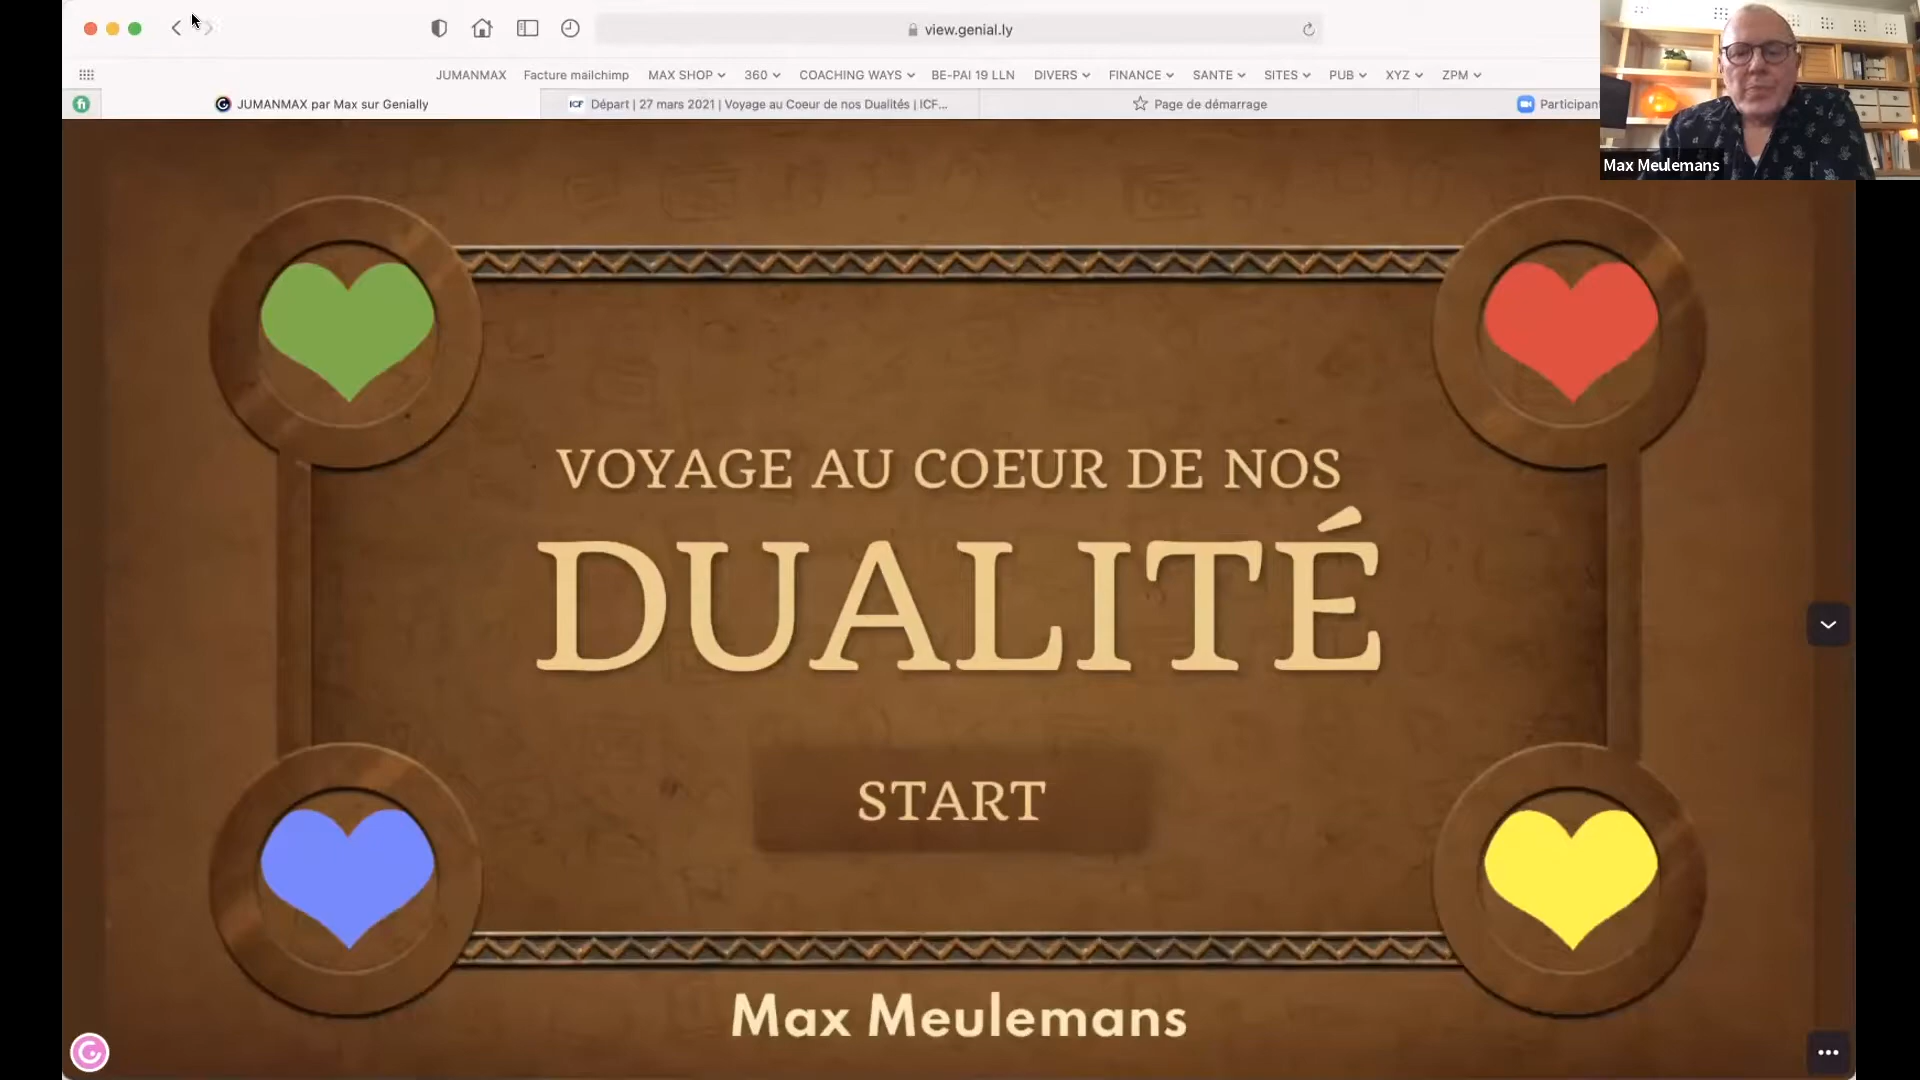 view.genial.ly
JUMANMAX Facture mailchimp MAX SHOP 360 COACHING WAYS BE-PAI 19 LLN DIVERS FINANCE SANTE SITES PUB XYZ ZPM
JUMANMAX par Max sur Genially
ICF Départ | 27 mars 2021 | Voyage au Coeur de nos Dualités | ICF...
Page de démarrage
Participant
Max Meulemans
VOYAGE AU COEUR DE NOS
DUALITÉ
START
Max Meulemans